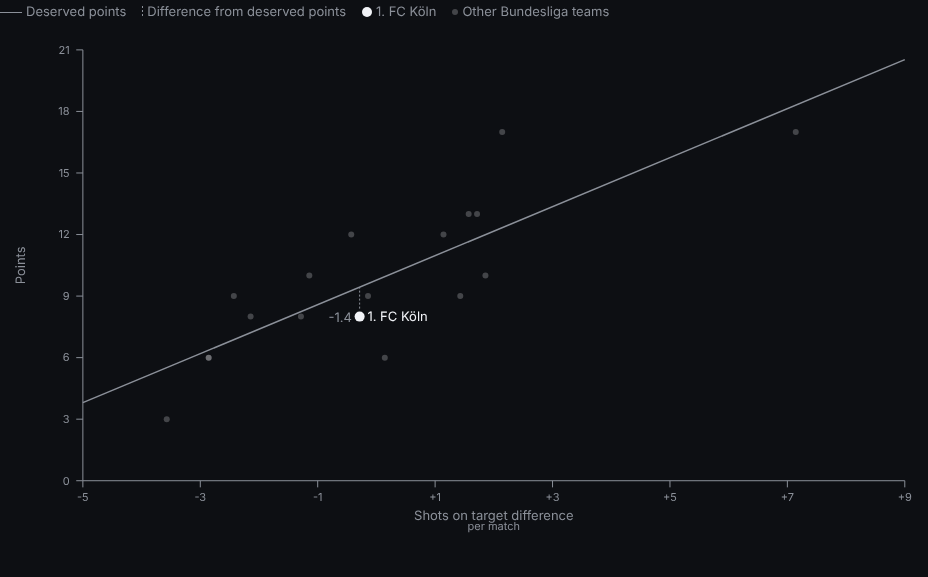 Deserved points Difference from deserved points 1. FC Köln Other Bundesliga teams
21
18
15
12
9
6
3
0
Points
-1.4 1. FC Köln
-5 -3 -1 +1 +3 +5 +7 +9
Shots on target difference
per match